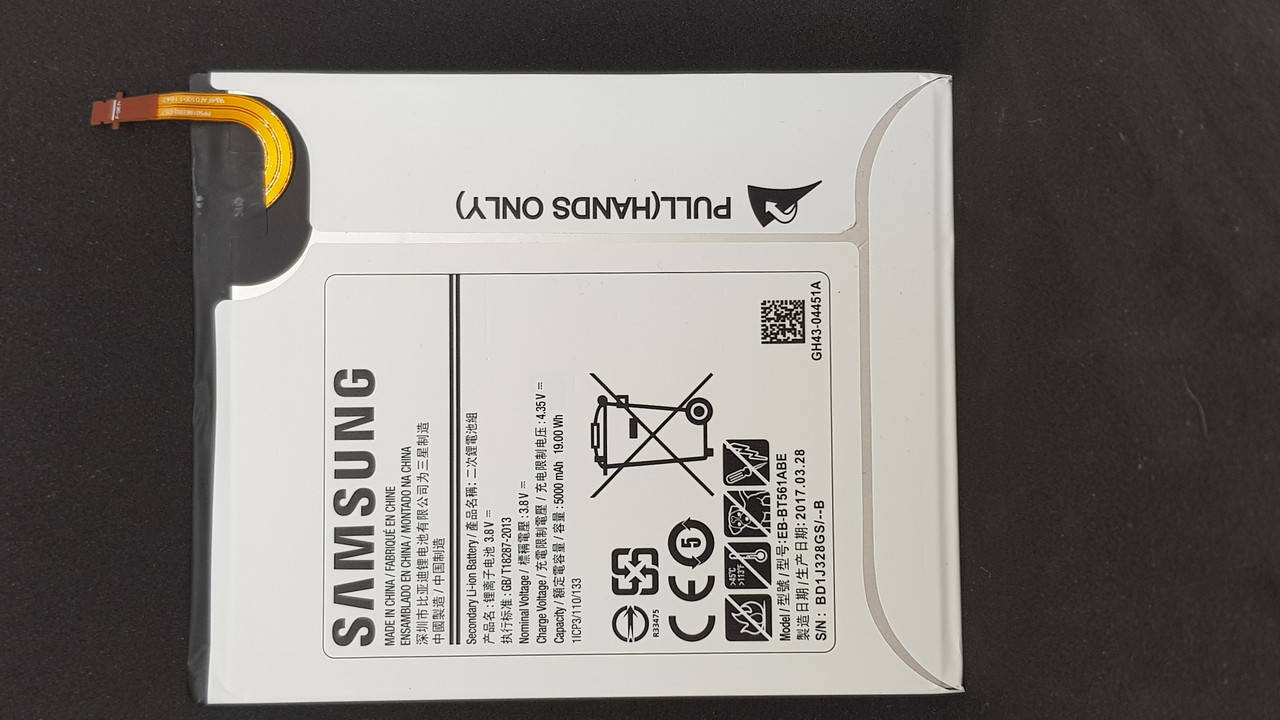 SAMSUNG
MADE IN CHINA / FABRIQUÉ EN CHINE
ENSAMBLADO EN CHINA / MONTADO NA CHINA
深圳市比亚迪锂电池有限公司为三星制造
中國製造 / 中国制造
Secondary Li-ion Battery / 產品名稱: 二次鋰電池組
产品名 : 锂离子电池 3.8V ⎓
执行标准 : GB/T18287-2013
Nominal Voltage / 標稱電壓 : 3.8V ⎓
Charge Voltage / 充電限制電壓 / 充电限制电压 : 4.35V ⎓
Capacity / 額定電容量 / 容量 : 5000 mAh 19.00 Wh
1ICP3/110/133
R33475
CE
5
>45℃
>113℉
Model / 型號 / 型号: EB-BT561ABE
製造日期 / 生产日期: 2017.03.28
S/N : BD1J328GS/--B
GH43-04451A
PULL(HANDS ONLY)